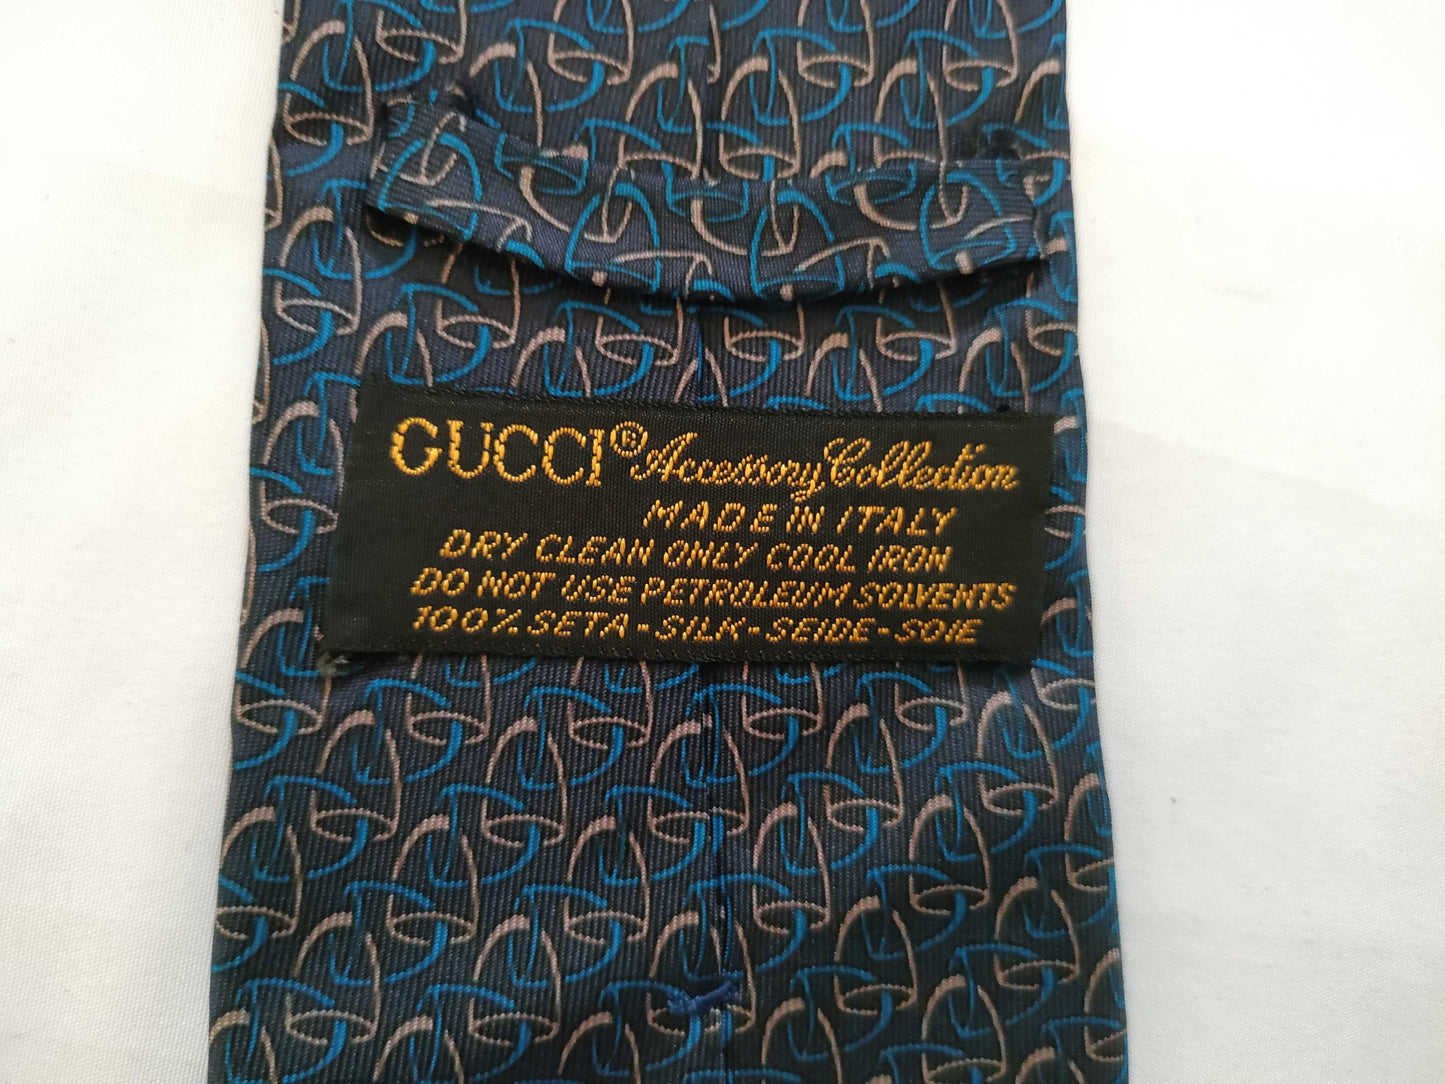 GUCCI® Accessory Collection
MADE IN ITALY
DRY CLEAN ONLY COOL IRON
DO NOT USE PETROLEUM SOLVENTS
100% SETA-SILK-SEIDE-SOIE